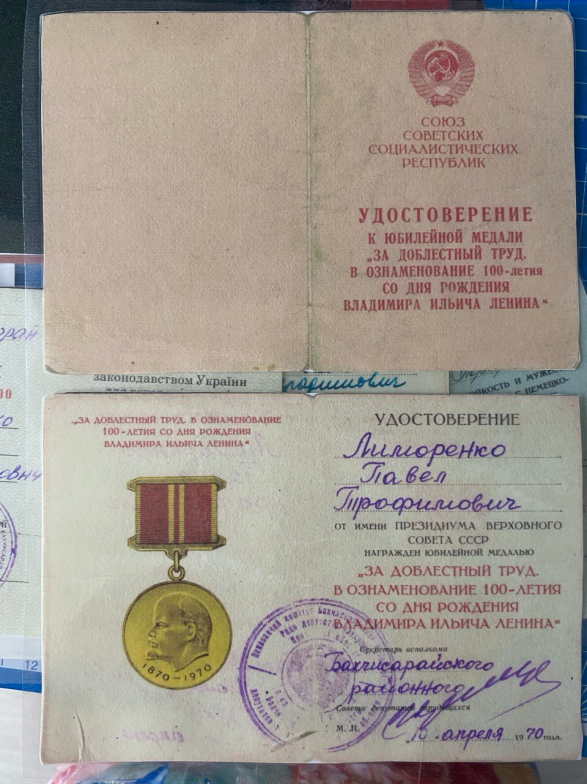 СОЮЗ
СОВЕТСКИХ
СОЦИАЛИСТИЧЕСКИХ
РЕСПУБЛИК
УДОСТОВЕРЕНИЕ
К ЮБИЛЕЙНОЙ МЕДАЛИ
„ЗА ДОБЛЕСТНЫЙ ТРУД.
В ОЗНАМЕНОВАНИЕ 100-летия
СО ДНЯ РОЖДЕНИЯ
ВЛАДИМИРА ИЛЬИЧА ЛЕНИНА“
законодавством України
„ЗА ДОБЛЕСТНЫЙ ТРУД. В ОЗНАМЕНОВАНИЕ
100-ЛЕТИЯ СО ДНЯ РОЖДЕНИЯ
ВЛАДИМИРА ИЛЬИЧА ЛЕНИНА“
1870-1970
УДОСТОВЕРЕНИЕ
Лиморенко
Павел
Трофимович
ОТ ИМЕНИ ПРЕЗИДИУМА ВЕРХОВНОГО
СОВЕТА СССР
НАГРАЖДЕН ЮБИЛЕЙНОЙ МЕДАЛЬЮ
„ЗА ДОБЛЕСТНЫЙ ТРУД.
В ОЗНАМЕНОВАНИЕ 100-ЛЕТИЯ
СО ДНЯ РОЖДЕНИЯ
ВЛАДИМИРА ИЛЬИЧА ЛЕНИНА“
Секретарь исполкома
Бахчисарайского
районного
Совета депутатов трудящихся
М. П.
апреля 1970 года.
12